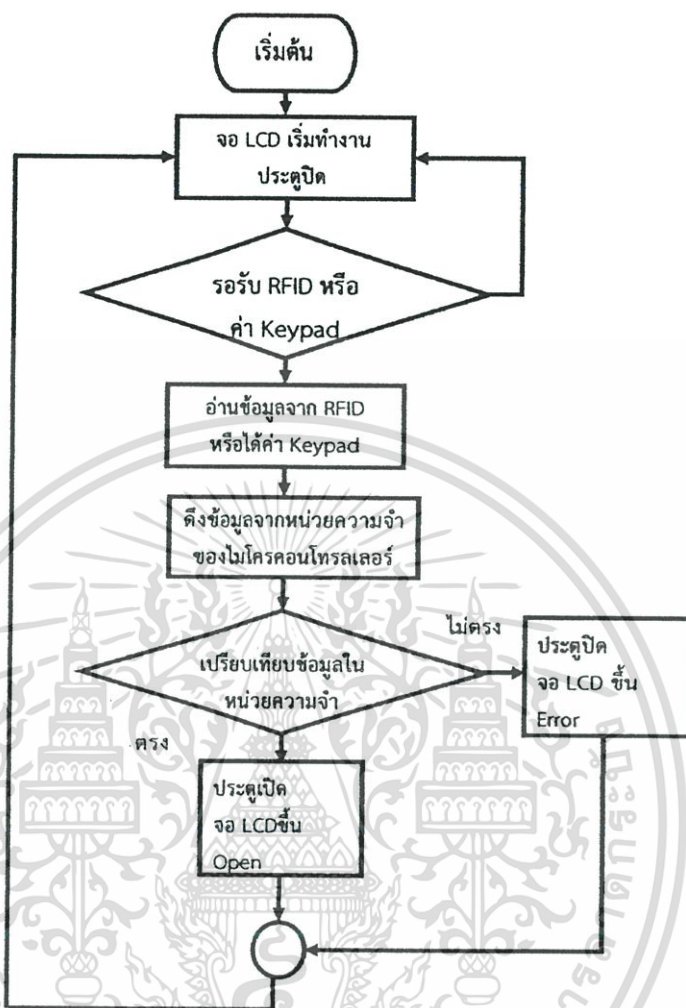 เริ่มต้น
จอ LCD เริ่มทำงาน
ประตูปิด
รอรับ RFID หรือ
ค่า Keypad
อ่านข้อมูลจาก RFID
หรือได้ค่า Keypad
ดึงข้อมูลจากหน่วยความจำ
ของไมโครคอนโทรลเลอร์
เปรียบเทียบข้อมูลใน
หน่วยความจำ
ไม่ตรง
ประตูปิด
จอ LCD ขึ้น
Error
ตรง
ประตูเปิด
จอ LCDขึ้น
Open